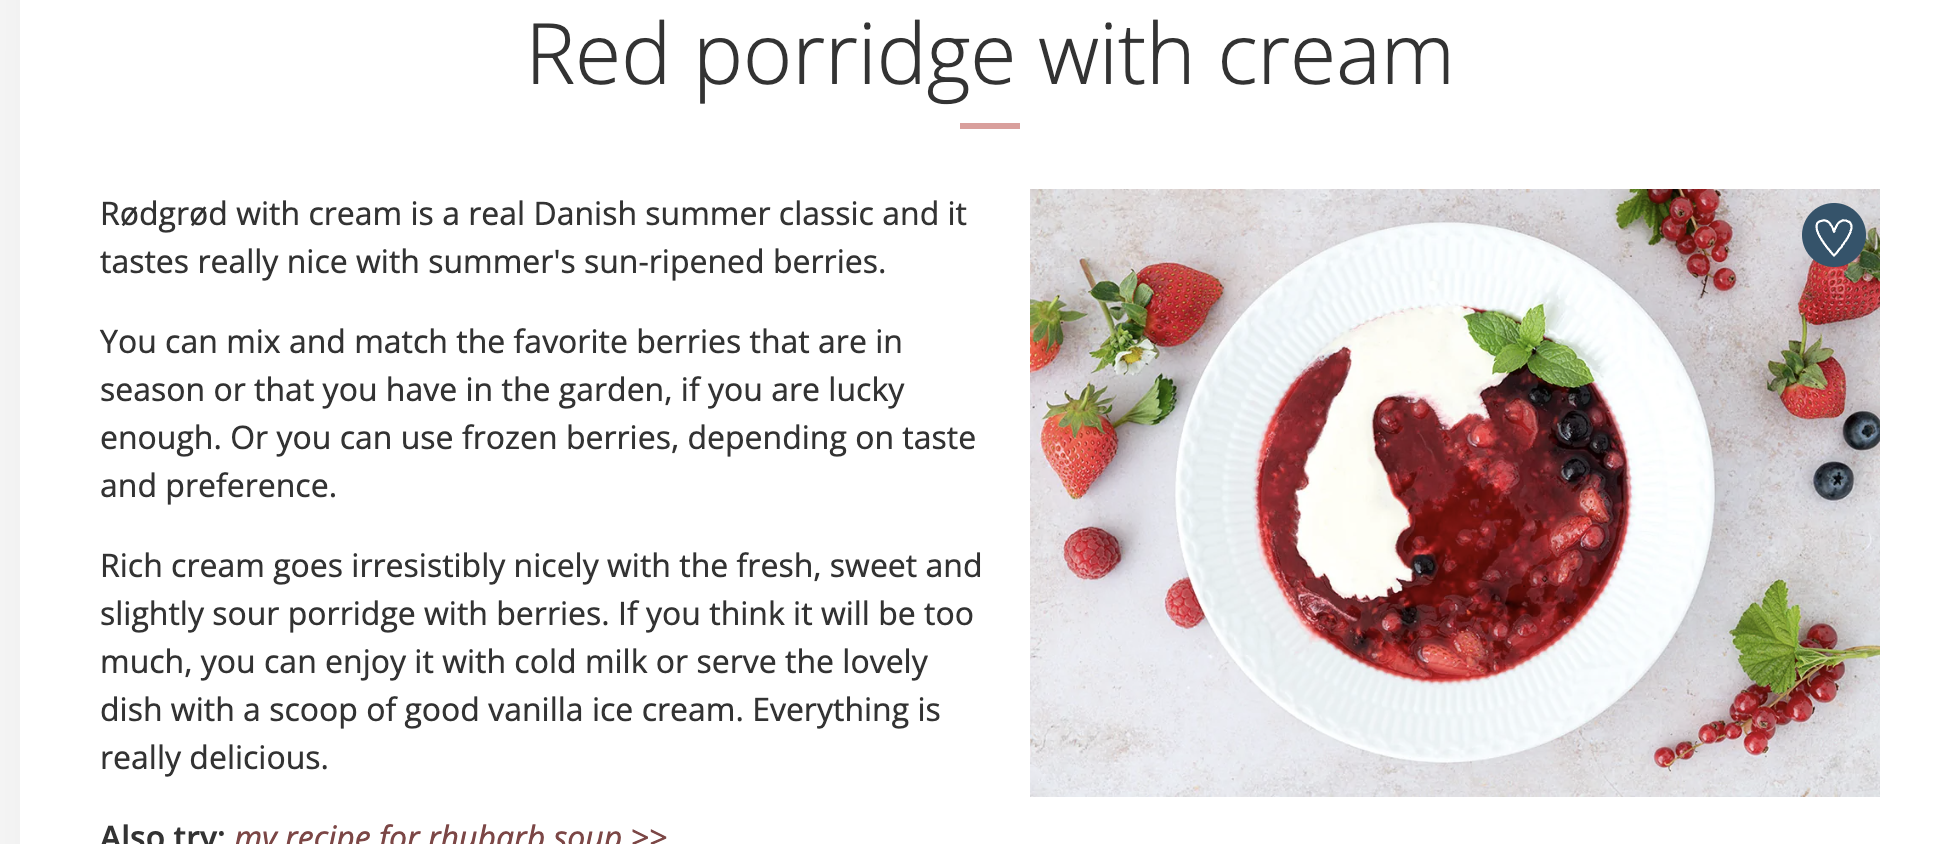 Red porridge with cream
Rødgrød with cream is a real Danish summer classic and it
tastes really nice with summer's sun-ripened berries.
You can mix and match the favorite berries that are in
season or that you have in the garden, if you are lucky
enough. Or you can use frozen berries, depending on taste
and preference.
Rich cream goes irresistibly nicely with the fresh, sweet and
slightly sour porridge with berries. If you think it will be too
much, you can enjoy it with cold milk or serve the lovely
dish with a scoop of good vanilla ice cream. Everything is
really delicious.
Also try: my recipe for rhubarb soup >>